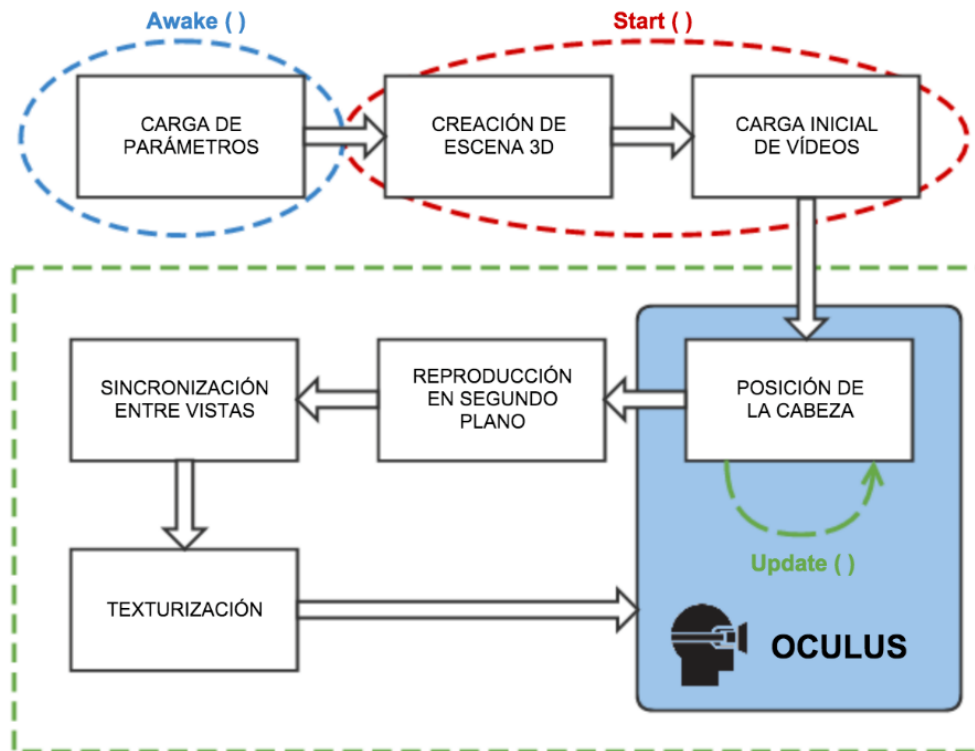 Awake ( )
Start ( )
CARGA DE
PARÁMETROS
CREACIÓN DE
ESCENA 3D
CARGA INICIAL
DE VÍDEOS
SINCRONIZACIÓN
ENTRE VISTAS
REPRODUCCIÓN
EN SEGUNDO
PLANO
POSICIÓN DE
LA CABEZA
Update ( )
TEXTURIZACIÓN
OCULUS